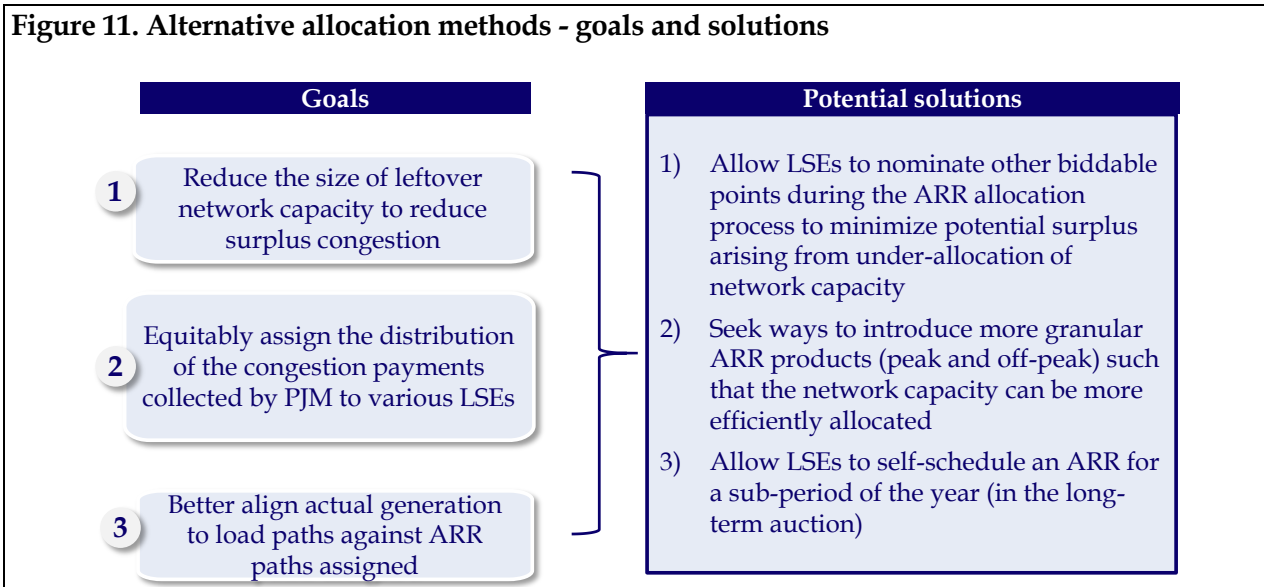 Figure 11. Alternative allocation methods - goals and solutions
Goals
1
Reduce the size of leftover
network capacity to reduce
surplus congestion
2
Equitably assign the distribution
of the congestion payments
collected by PJM to various LSEs
3
Better align actual generation
to load paths against ARR
paths assigned
Potential solutions
1) Allow LSEs to nominate other biddable
points during the ARR allocation
process to minimize potential surplus
arising from under-allocation of
network capacity
2) Seek ways to introduce more granular
ARR products (peak and off-peak) such
that the network capacity can be more
efficiently allocated
3) Allow LSEs to self-schedule an ARR for
a sub-period of the year (in the long-
term auction)